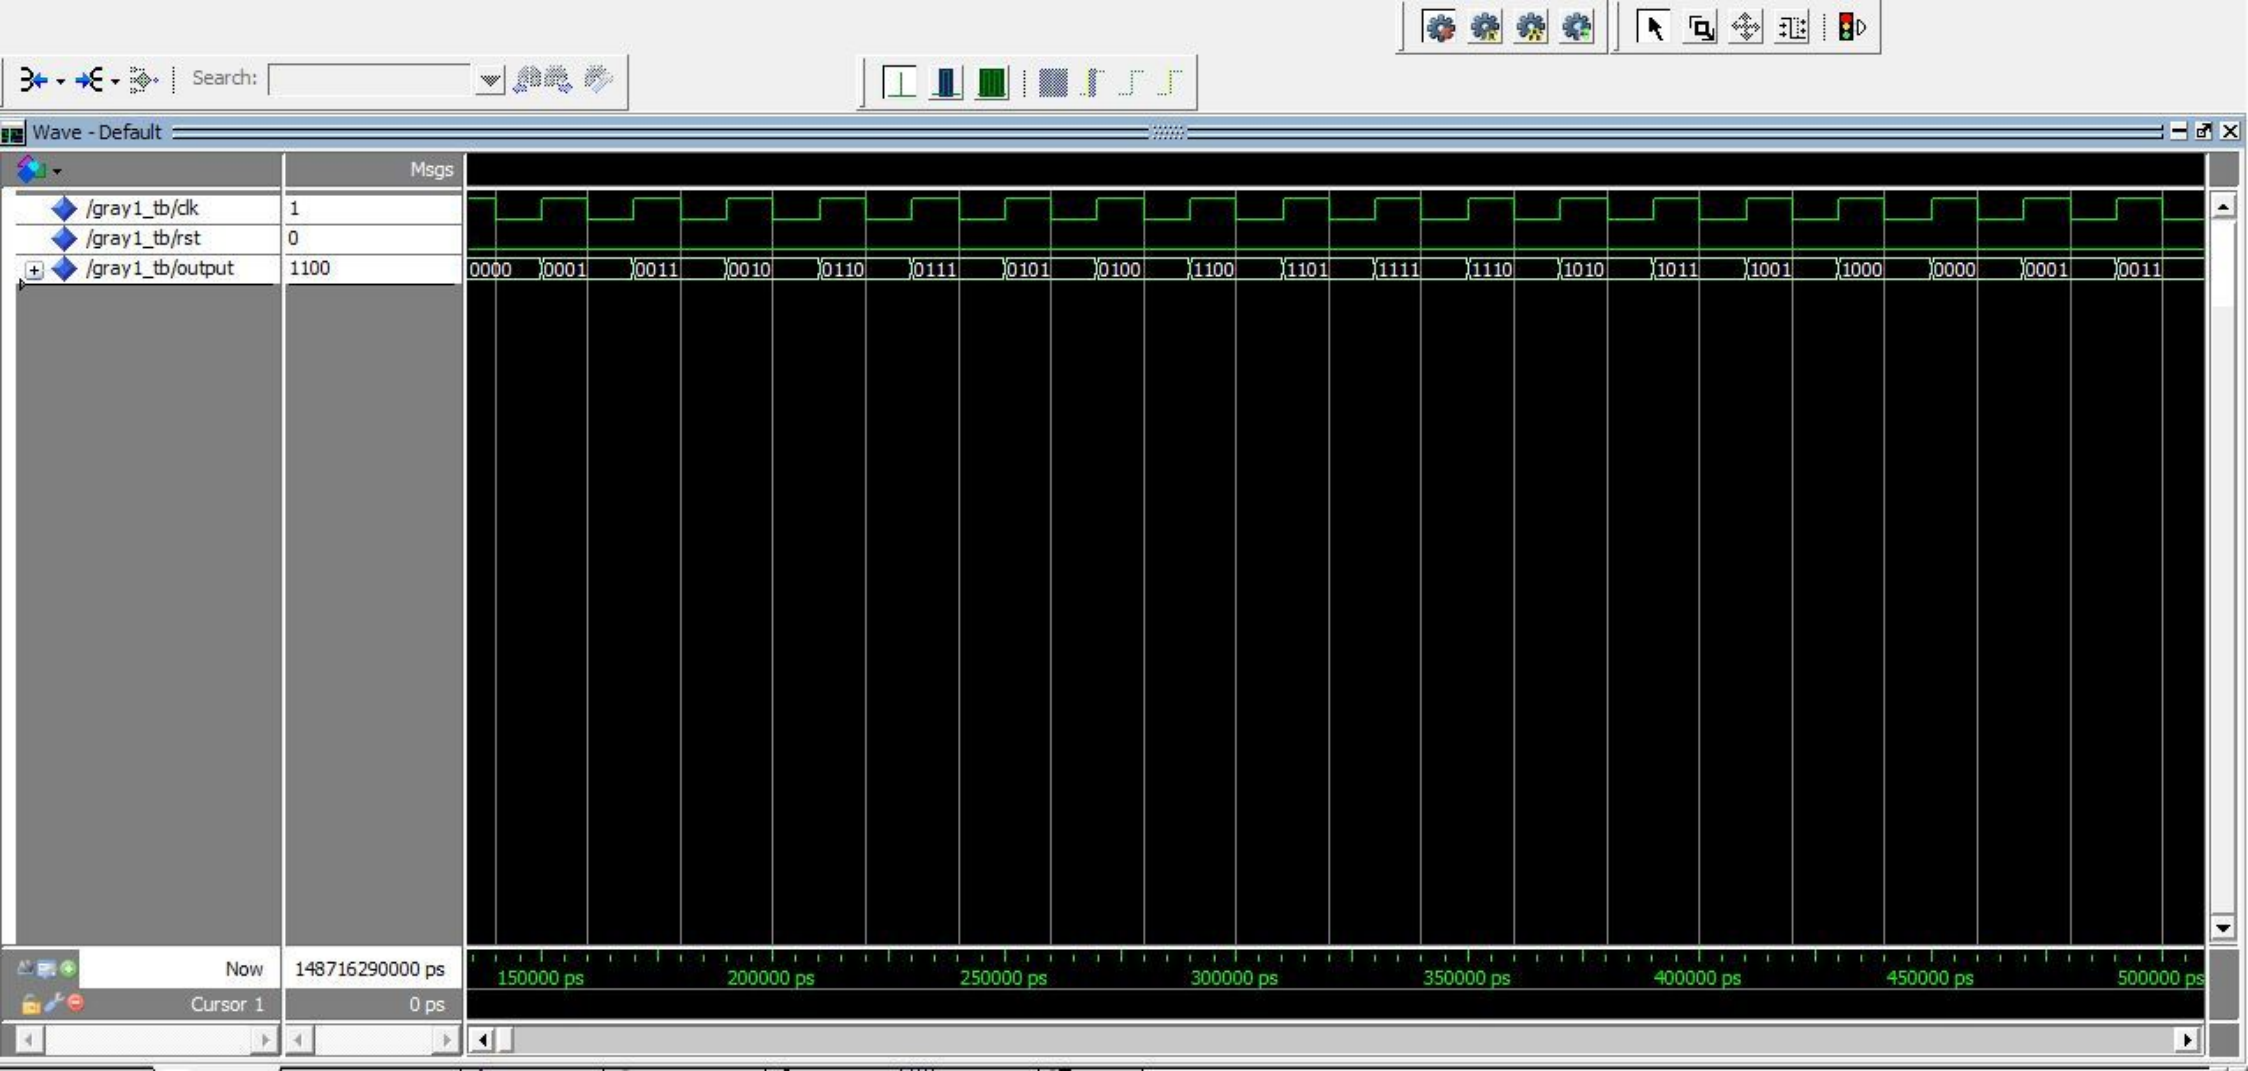 Search:
Wave - Default
Msgs
/gray1_tb/clk 1
/gray1_tb/rst 0
/gray1_tb/output 1100 0000 0001 0011 0010 0110 0111 0101 0100 1100 1101 1111 1110 1010 1011 1001 1000 0000 0001 0011
Now 148716290000 ps 150000 ps 200000 ps 250000 ps 300000 ps 350000 ps 400000 ps 450000 ps 500000 ps
Cursor 1 0 ps